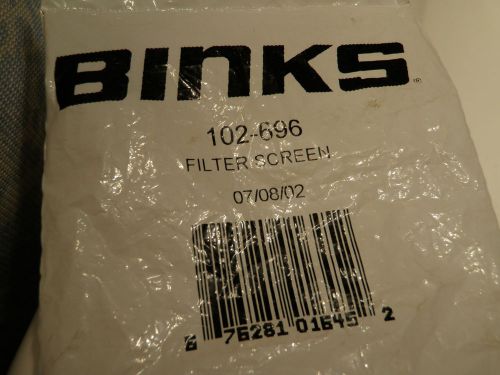 BINKS
102-696
FILTER SCREEN
07/08/02
6 76281 01645 2